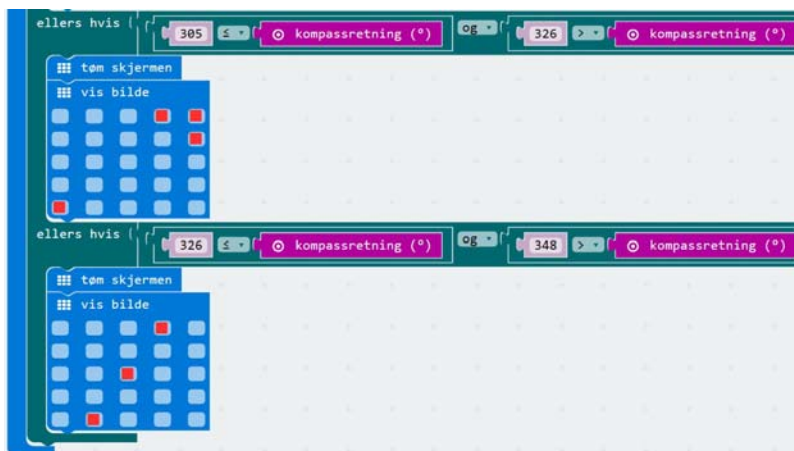 ellers hvis 305 ≤ kompassretning (°) og 326 > kompassretning (°)
tøm skjermen
vis bilde
ellers hvis 326 ≤ kompassretning (°) og 348 > kompassretning (°)
tøm skjermen
vis bilde